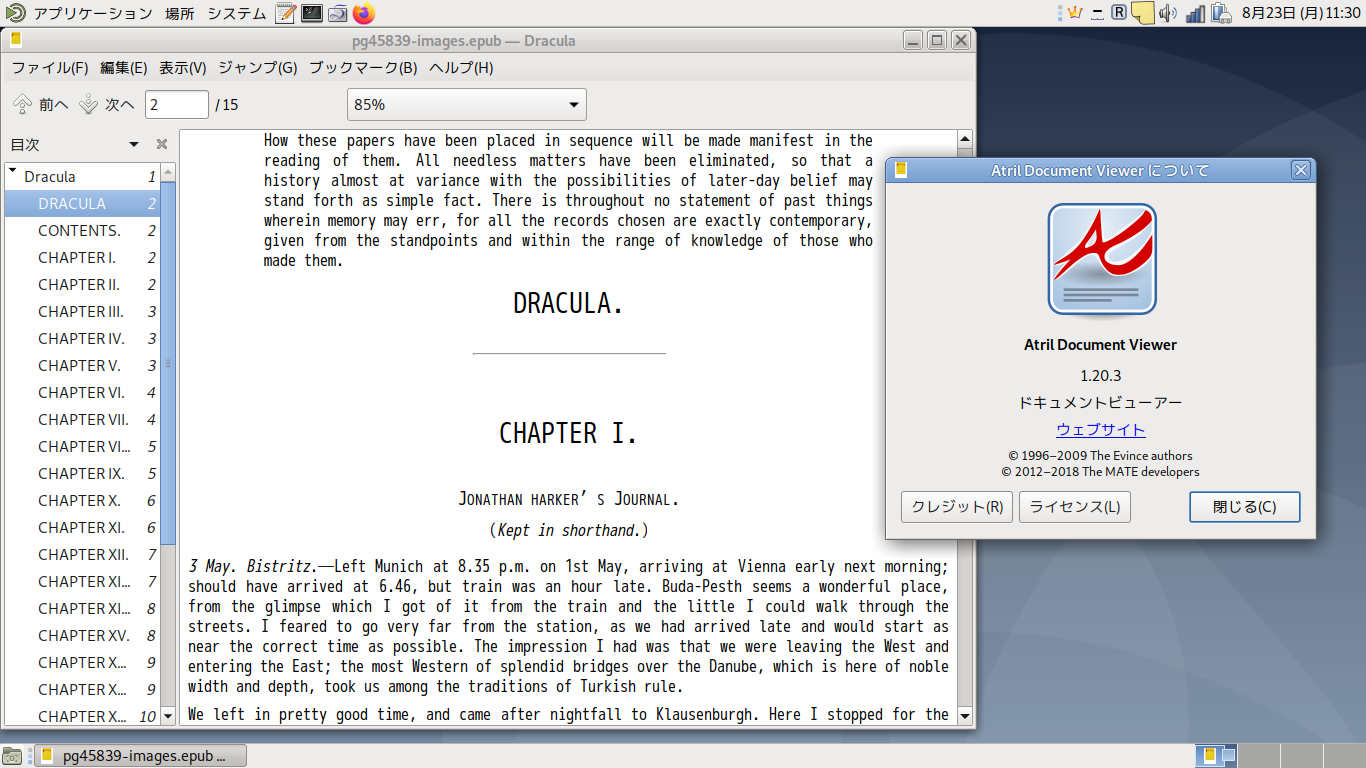 アプリケーション 場所 システム
R
8月23日 (月) 11:30
pg45839-images.epub — Dracula
ファイル(F) 編集(E) 表示(V) ジャンプ(G) ブックマーク(B) ヘルプ(H)
前へ 次へ 2 / 15 85%
目次
Dracula 1
DRACULA 2
CONTENTS. 2
CHAPTER I. 2
CHAPTER II. 2
CHAPTER III. 3
CHAPTER IV. 3
CHAPTER V. 3
CHAPTER VI. 4
CHAPTER VII. 4
CHAPTER VI... 5
CHAPTER IX. 5
CHAPTER X. 6
CHAPTER XI. 6
CHAPTER XII. 7
CHAPTER XI... 7
CHAPTER XI... 8
CHAPTER XV. 8
CHAPTER X... 9
CHAPTER X... 9
CHAPTER X... 10
How these papers have been placed in sequence will be made manifest in the
reading of them. All needless matters have been eliminated, so that a
history almost at variance with the possibilities of later-day belief may
stand forth as simple fact. There is throughout no statement of past things
wherein memory may err, for all the records chosen are exactly contemporary,
given from the standpoints and within the range of knowledge of those who
made them.
DRACULA.
CHAPTER I.
JONATHAN HARKER’S JOURNAL.
(Kept in shorthand.)
3 May. Bistritz.—Left Munich at 8.35 p.m. on 1st May, arriving at Vienna early next morning;
should have arrived at 6.46, but train was an hour late. Buda-Pesth seems a wonderful place,
from the glimpse which I got of it from the train and the little I could walk through the
streets. I feared to go very far from the station, as we had arrived late and would start as
near the correct time as possible. The impression I had was that we were leaving the West and
entering the East; the most Western of splendid bridges over the Danube, which is here of noble
width and depth, took us among the traditions of Turkish rule.
We left in pretty good time, and came after nightfall to Klausenburgh. Here I stopped for the
Atril Document Viewer について
Atril Document Viewer
1.20.3
ドキュメントビューアー
ウェブサイト
© 1996–2009 The Evince authors
© 2012–2018 The MATE developers
クレジット(R) ライセンス(L) 閉じる(C)
pg45839-images.epub ...